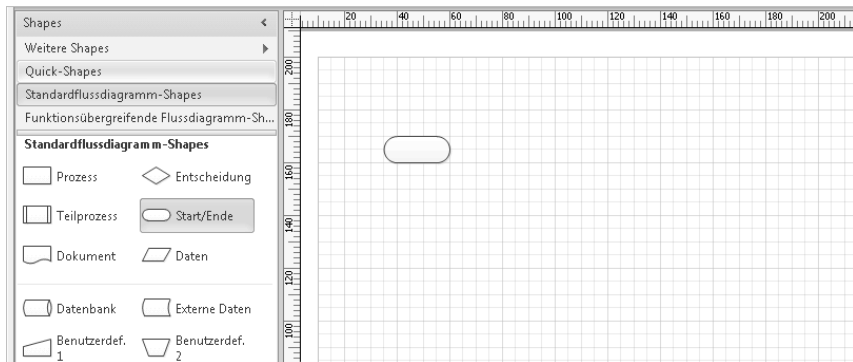 Shapes
Weitere Shapes
Quick-Shapes
Standardflussdiagramm-Shapes
Funktionsübergreifende Flussdiagramm-Sh...
Standardflussdiagramm-Shapes
Prozess
Entscheidung
Teilprozess
Start/Ende
Dokument
Daten
Datenbank
Externe Daten
Benutzerdef.
1
Benutzerdef.
2
20 40 60 80 100 120 140 160 180 200
200
180
160
140
120
100